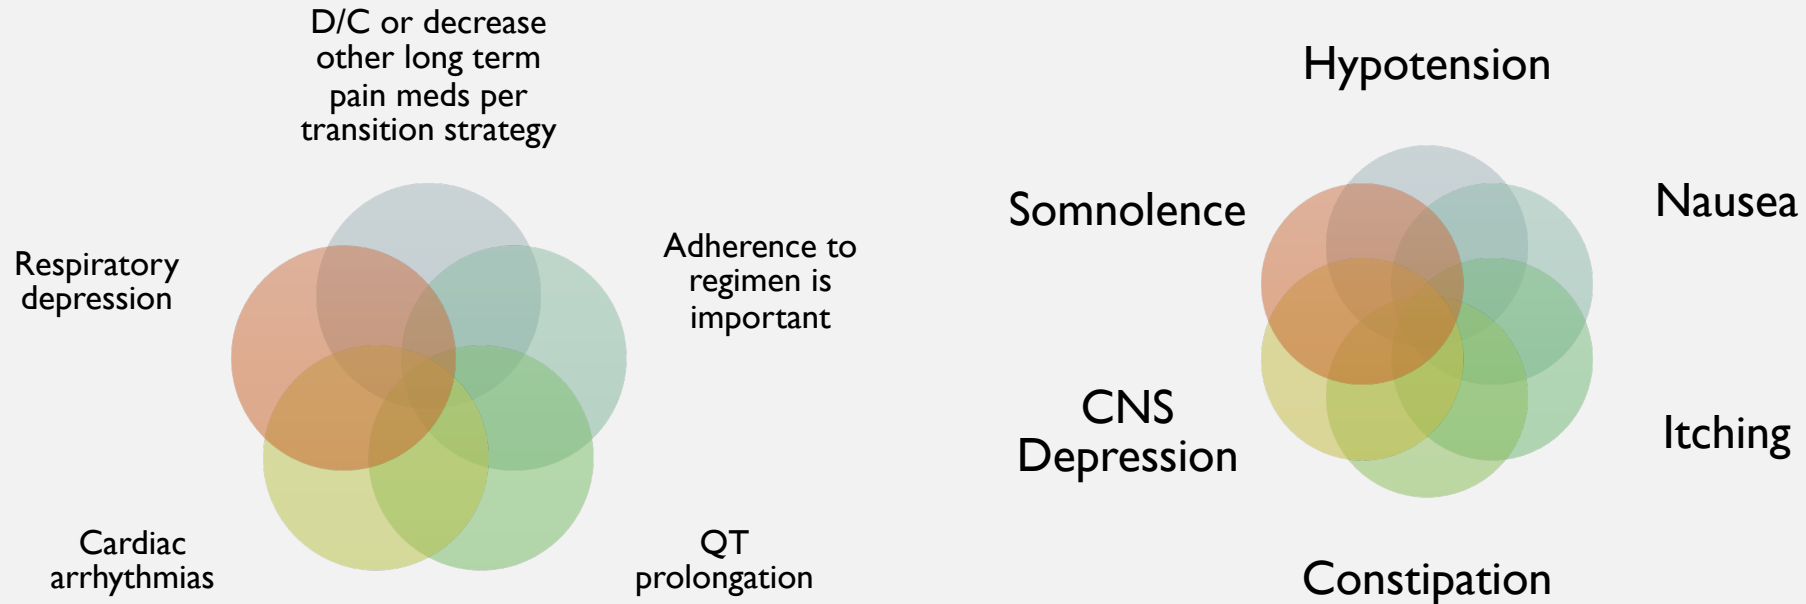 D/C or decrease
other long term
pain meds per
transition strategy
Respiratory
depression
Adherence to
regimen is
important
Cardiac
arrhythmias
QT
prolongation
Hypotension
Somnolence
Nausea
CNS
Depression
Itching
Constipation